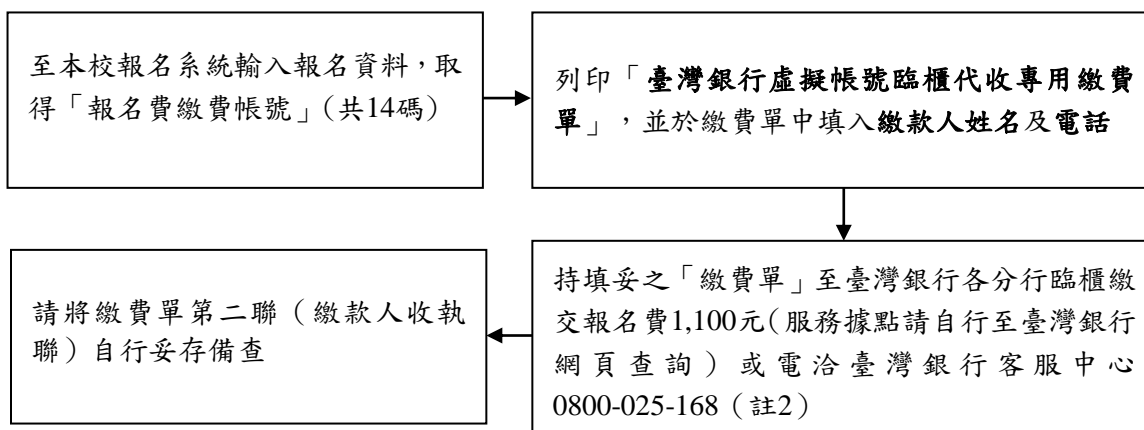 至本校報名系統輸入報名資料，取
得「報名費繳費帳號」（共14碼）
列印「臺灣銀行虛擬帳號臨櫃代收專用繳費
單」，並於繳費單中填入繳款人姓名及電話
持填妥之「繳費單」至臺灣銀行各分行臨櫃繳
交報名費1,100元（服務據點請自行至臺灣銀行
網頁查詢）或電洽臺灣銀行客服中心
0800-025-168（註2）
請將繳費單第二聯（繳款人收執
聯）自行妥存備查